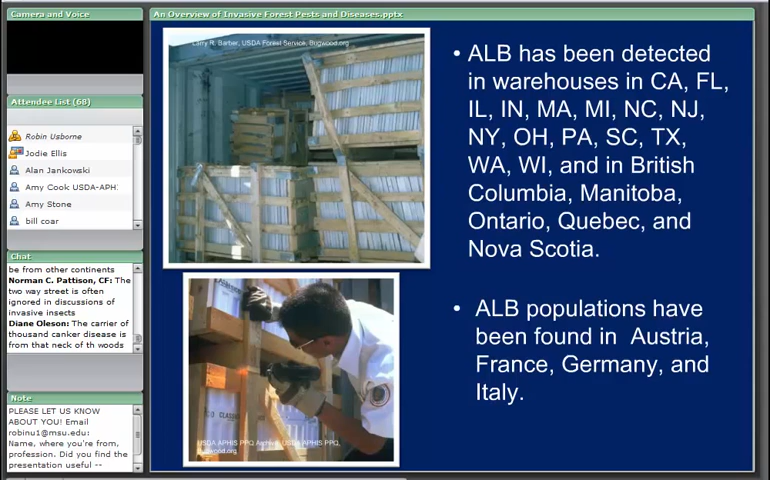 Camera and Voice
Attendee List (68)
Robin Usborne
Jodie Ellis
Alan Jankowski
Amy Cook USDA-APHI
Amy Stone
bill coar
Chat
be from other continents
Norman C. Pattison, CF: The
two way street is often
ignored in discussions of
invasive insects
Diane Oleson: The carrier of
thousand canker disease is
from that neck of th woods
Note
PLEASE LET US KNOW
ABOUT YOU! Email
robinu1@msu.edu:
Name, where you're from,
profession. Did you find the
presentation useful --
An Overview of Invasive Forest Pests and Diseases.pptx
Larry R. Barber, USDA Forest Service, Bugwood.org
USDA APHIS PPQ Archive, USDA APHIS PPQ,
Bugwood.org
• ALB has been detected
in warehouses in CA, FL,
IL, IN, MA, MI, NC, NJ,
NY, OH, PA, SC, TX,
WA, WI, and in British
Columbia, Manitoba,
Ontario, Quebec, and
Nova Scotia.
• ALB populations have
been found in Austria,
France, Germany, and
Italy.